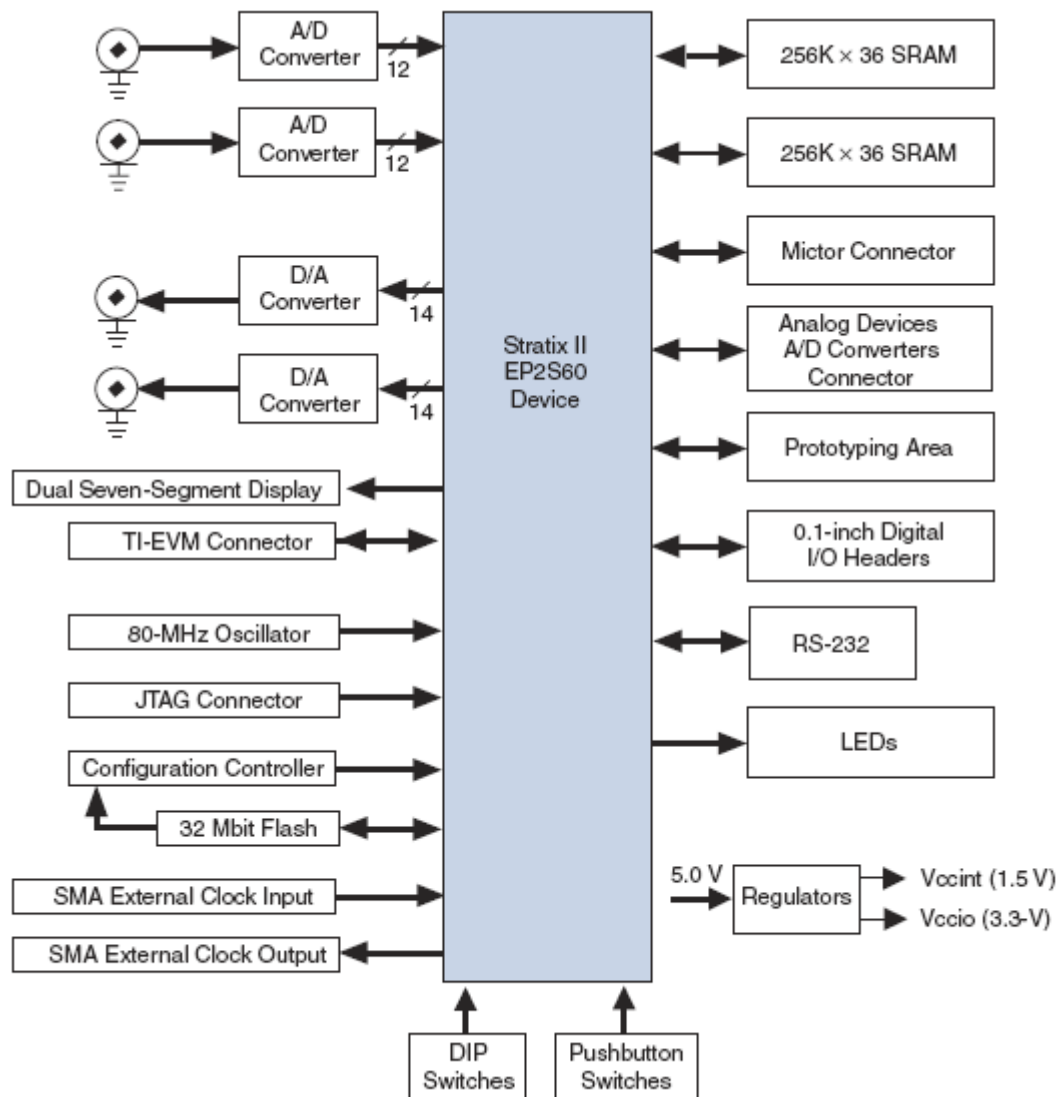 A/D
Converter
12
256K × 36 SRAM
A/D
Converter
12
256K × 36 SRAM
Mictor Connector
D/A
Converter
14
Analog Devices
A/D Converters
Connector
Stratix II
EP2S60
Device
D/A
Converter
14
Prototyping Area
Dual Seven-Segment Display
TI-EVM Connector
0.1-inch Digital
I/O Headers
80-MHz Oscillator
RS-232
JTAG Connector
LEDs
Configuration Controller
32 Mbit Flash
5.0 V
Regulators
Vccint (1.5 V)
Vccio (3.3-V)
SMA External Clock Input
SMA External Clock Output
DIP
Switches
Pushbutton
Switches